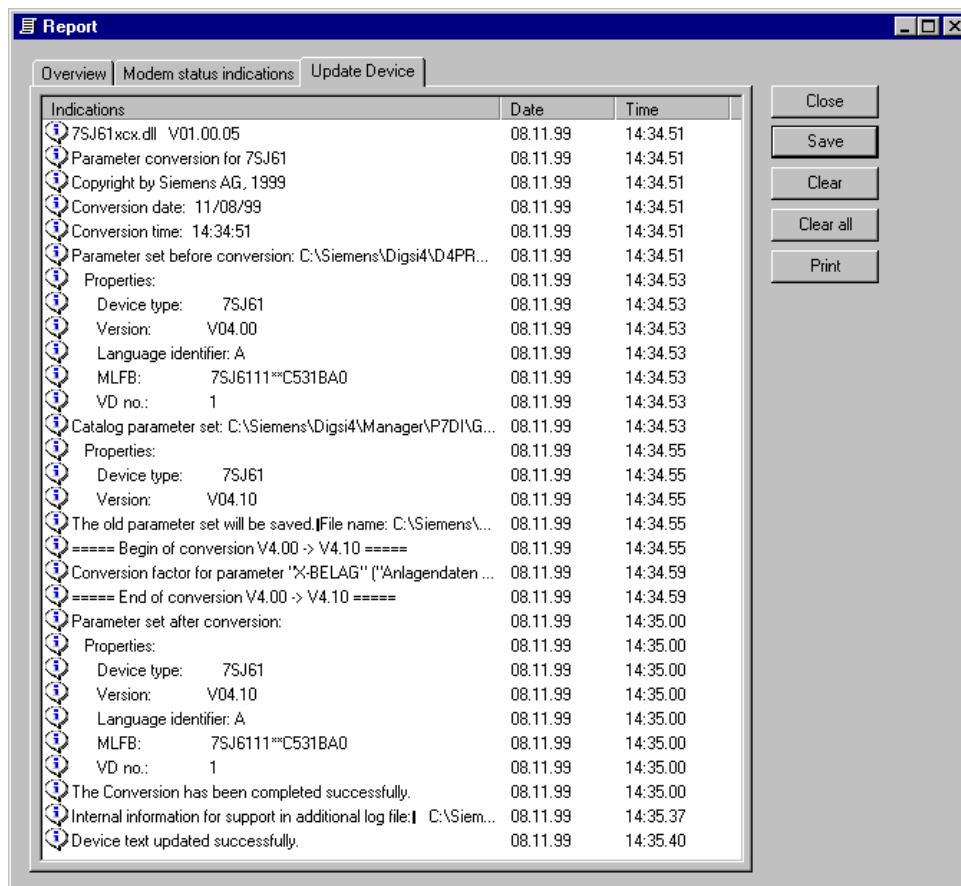 Report
Overview Modem status indications Update Device
Indications Date Time
7SJ61xcx.dll V01.00.05 08.11.99 14:34.51
Parameter conversion for 7SJ61 08.11.99 14:34.51
Copyright by Siemens AG, 1999 08.11.99 14:34.51
Conversion date: 11/08/99 08.11.99 14:34.51
Conversion time: 14:34:51 08.11.99 14:34.51
Parameter set before conversion: C:\Siemens\Digsi4\D4PR... 08.11.99 14:34.51
Properties: 08.11.99 14:34.53
Device type: 7SJ61 08.11.99 14:34.53
Version: V04.00 08.11.99 14:34.53
Language identifier: A 08.11.99 14:34.53
MLFB: 7SJ6111**C531BA0 08.11.99 14:34.53
VD no.: 1 08.11.99 14:34.53
Catalog parameter set: C:\Siemens\Digsi4\Manager\P7DI\G... 08.11.99 14:34.53
Properties: 08.11.99 14:34.55
Device type: 7SJ61 08.11.99 14:34.55
Version: V04.10 08.11.99 14:34.55
The old parameter set will be saved.|File name: C:\Siemens\... 08.11.99 14:34.55
===== Begin of conversion V4.00 -> V4.10 ===== 08.11.99 14:34.55
Conversion factor for parameter "X-BELAG" ("Anlagendaten ... 08.11.99 14:34.59
===== End of conversion V4.00 -> V4.10 ===== 08.11.99 14:34.59
Parameter set after conversion: 08.11.99 14:35.00
Properties: 08.11.99 14:35.00
Device type: 7SJ61 08.11.99 14:35.00
Version: V04.10 08.11.99 14:35.00
Language identifier: A 08.11.99 14:35.00
MLFB: 7SJ6111**C531BA0 08.11.99 14:35.00
VD no.: 1 08.11.99 14:35.00
The Conversion has been completed successfully. 08.11.99 14:35.00
Internal information for support in additional log file:| C:\Siem... 08.11.99 14:35.37
Device text updated successfully. 08.11.99 14:35.40
Close
Save
Clear
Clear all
Print